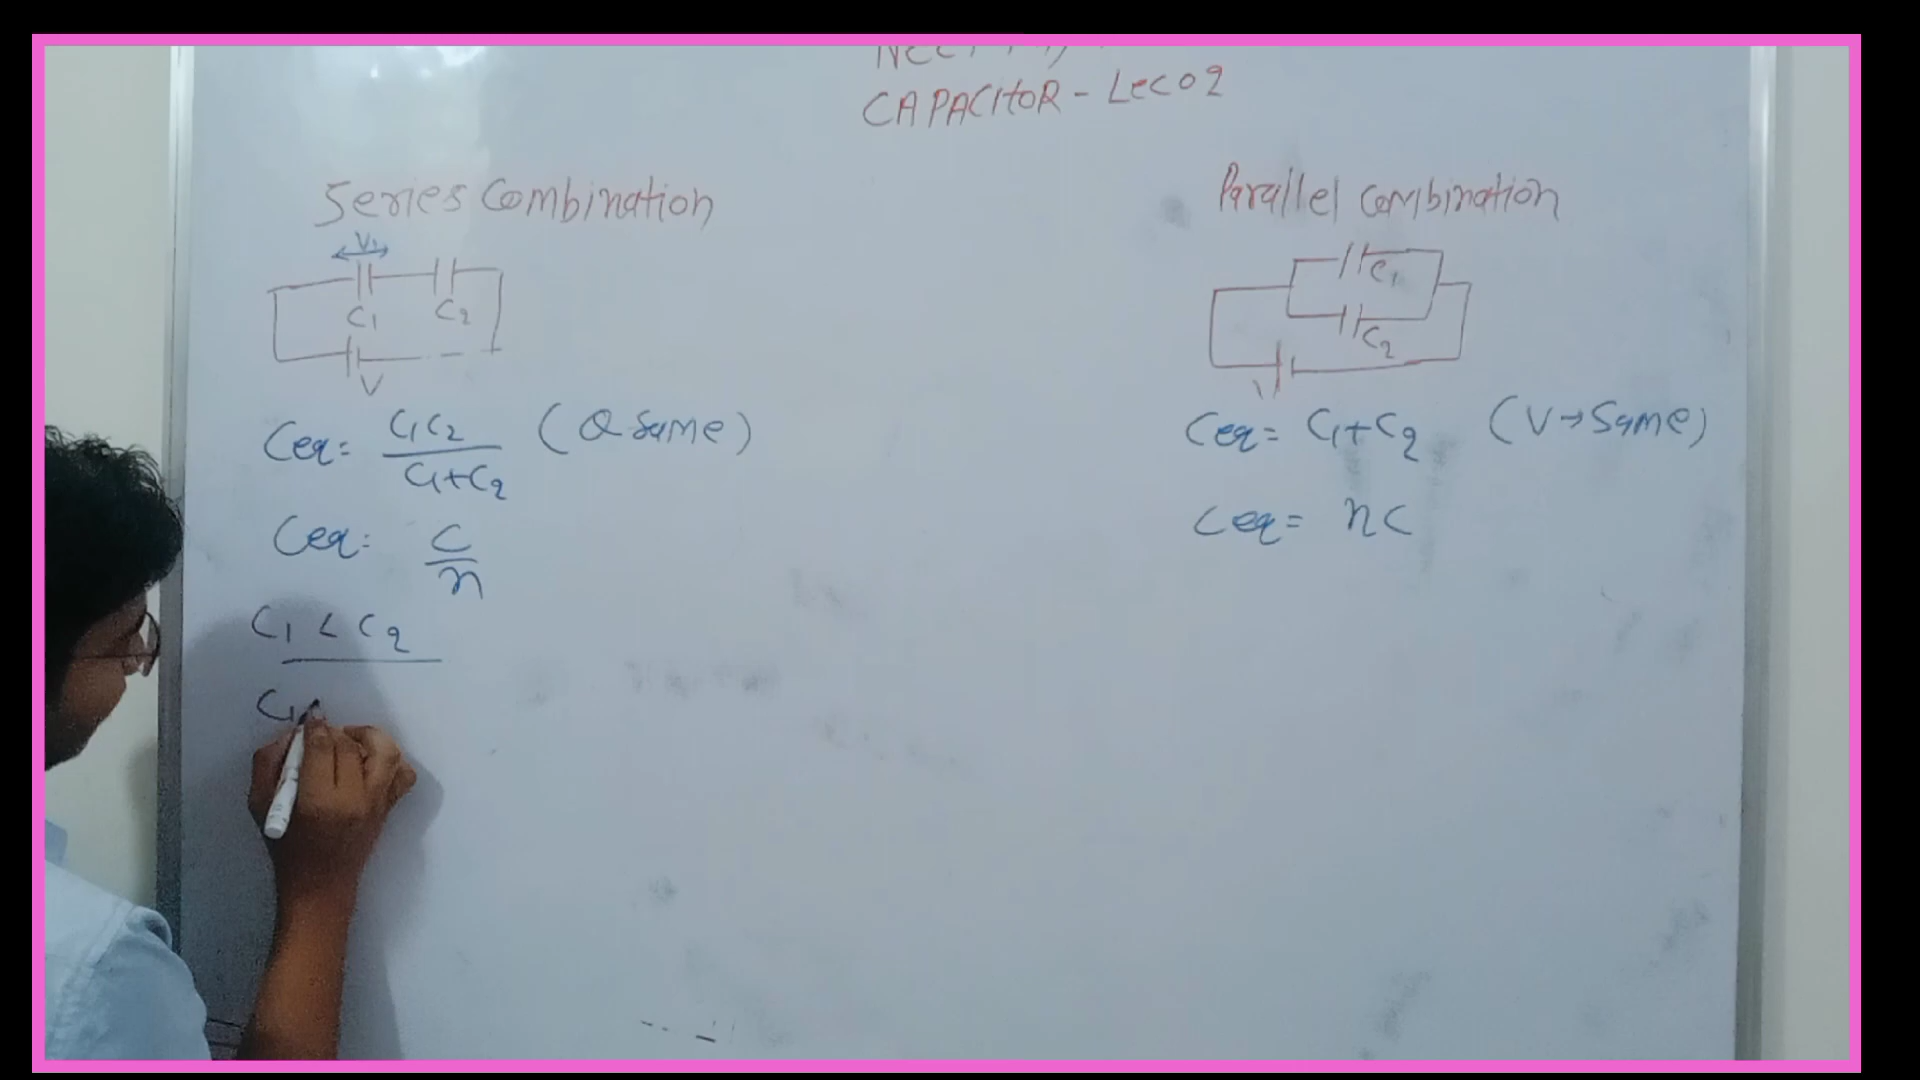 CAPACItOR - Lec02
Series Combination
V1
C1 C2
V
Ceq = C1C2 / C1+C2 (Q Same)
Ceq = C / n
C1 < C2
C1
Parallel Combination
C1
C2
Ceq = C1+C2 (V→Same)
Ceq = nC